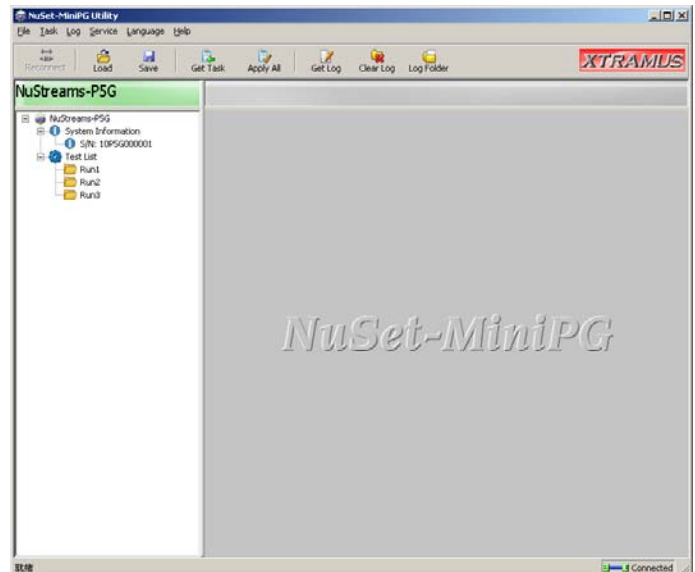 NuSet-MiniPG Utility
File Task Log Service Language Help
Reconnect Load Save Get Task Apply All Get Log Clear Log Log Folder
XTRAMUS
NuStreams-P5G
NuStreams-P5G
System Information
S/N: 10P5G000001
Test List
Run1
Run2
Run3
NuSet-MiniPG
就绪
Connected